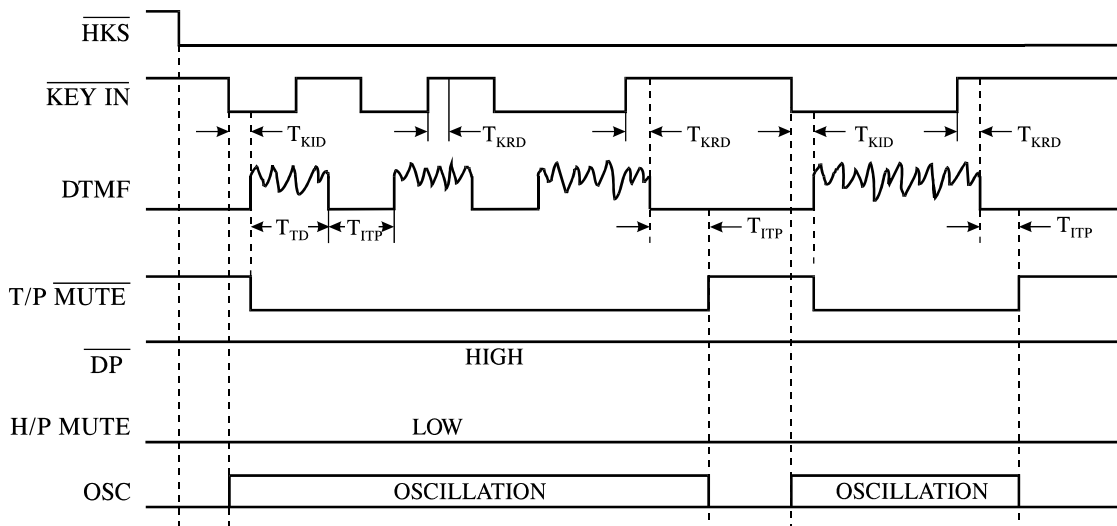 HKS
KEY IN
TKID
TKRD
TKRD
TKID
TKRD
DTMF
TTD
TITP
TITP
TITP
T/P MUTE
DP
HIGH
H/P MUTE
LOW
OSC
OSCILLATION
OSCILLATION